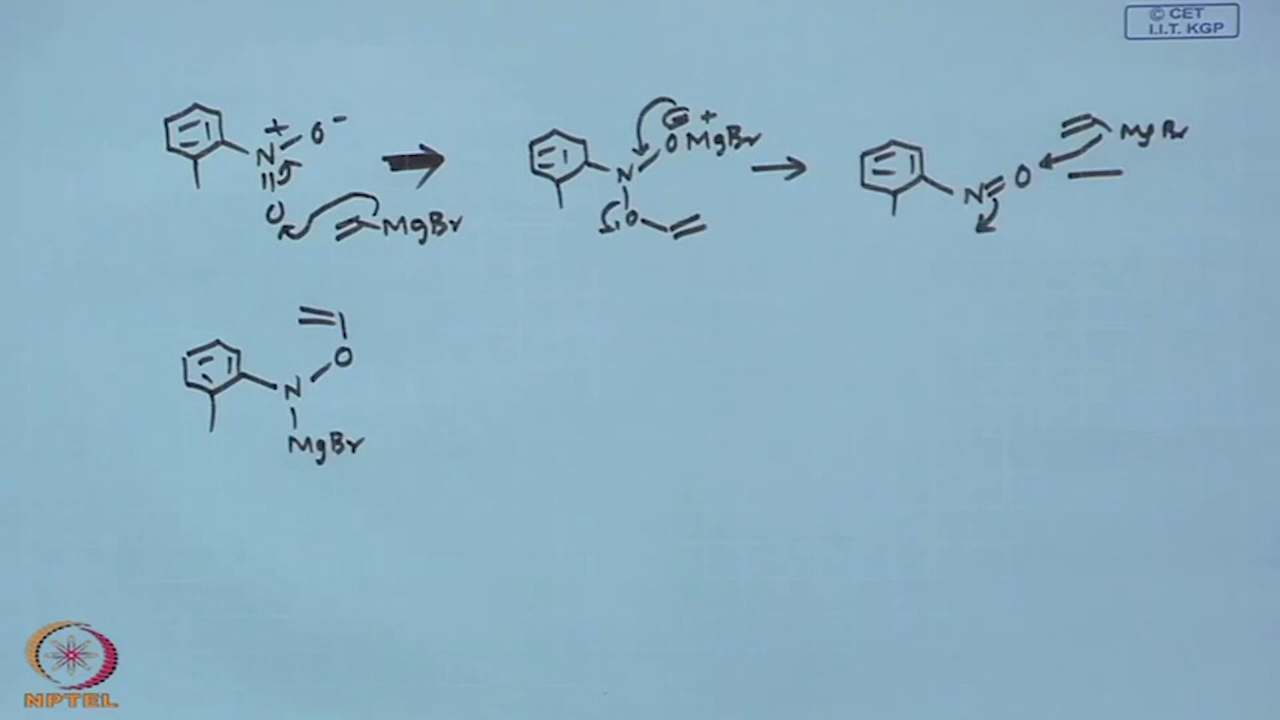 © CET
I.I.T. KGP
N + O -
O
MgBr
N O + MgBr
O
N O
MgBr
O
N
MgBr
NPTEL